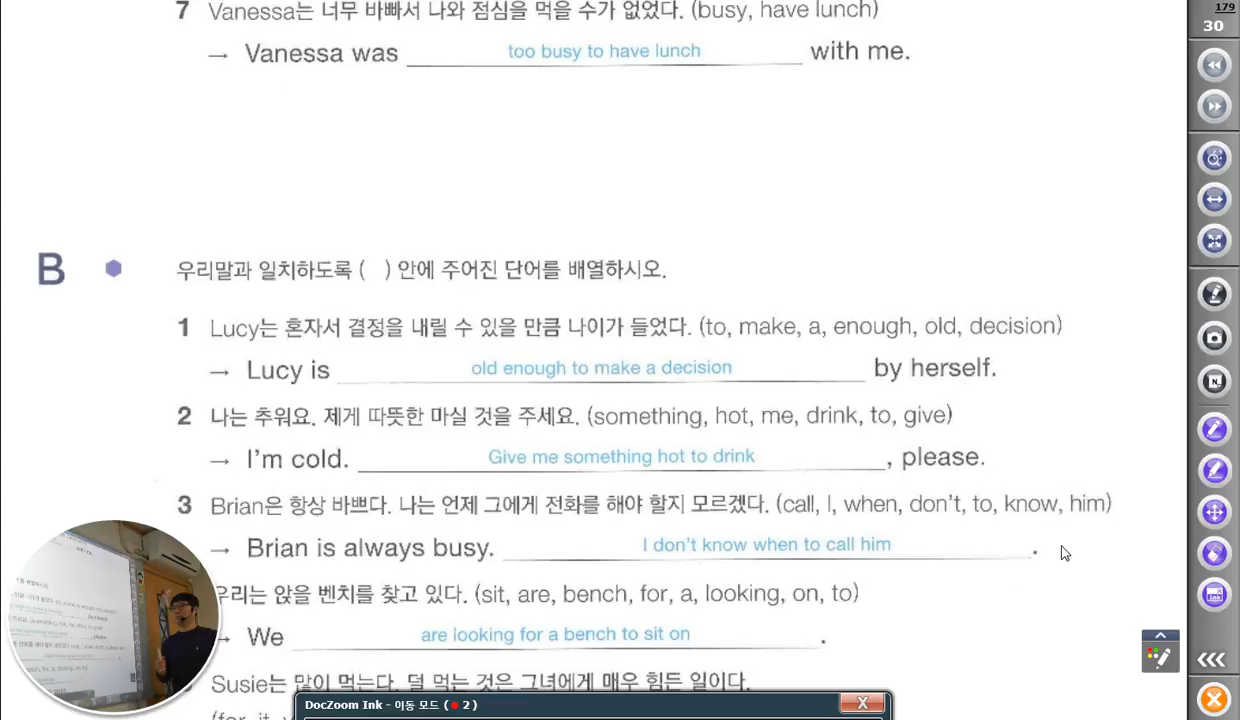 7 Vanessa는 너무 바빠서 나와 점심을 먹을 수가 없었다. (busy, have lunch)
→ Vanessa was too busy to have lunch with me.
B 우리말과 일치하도록 ( ) 안에 주어진 단어를 배열하시오.
1 Lucy는 혼자서 결정을 내릴 수 있을 만큼 나이가 들었다. (to, make, a, enough, old, decision)
→ Lucy is old enough to make a decision by herself.
2 나는 추워요. 제게 따뜻한 마실 것을 주세요. (something, hot, me, drink, to, give)
→ I'm cold. Give me something hot to drink, please.
3 Brian은 항상 바쁘다. 나는 언제 그에게 전화를 해야 할지 모르겠다. (call, I, when, don't, to, know, him)
→ Brian is always busy. I don't know when to call him.
우리는 앉을 벤치를 찾고 있다. (sit, are, bench, for, a, looking, on, to)
→ We are looking for a bench to sit on.
Susie는 많이 먹는다. 덜 먹는 것은 그녀에게 매우 힘든 일이다.
DocZoom Ink - 이동 모드 ( 2 )
179
30